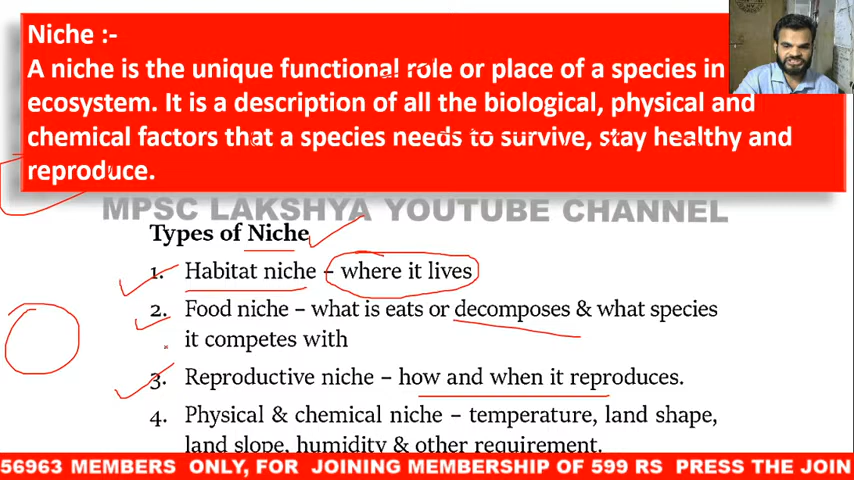 Niche :-
A niche is the unique functional role or place of a species in
ecosystem. It is a description of all the biological, physical and
chemical factors that a species needs to survive, stay healthy and
reproduce.
MPSC LAKSHYA YOUTUBE CHANNEL
Types of Niche
1. Habitat niche – where it lives
2. Food niche – what is eats or decomposes & what species
it competes with
3. Reproductive niche – how and when it reproduces.
4. Physical & chemical niche – temperature, land shape,
land slope, humidity & other requirement.
56963 MEMBERS ONLY, FOR JOINING MEMBERSHIP OF 599 RS PRESS THE JOIN